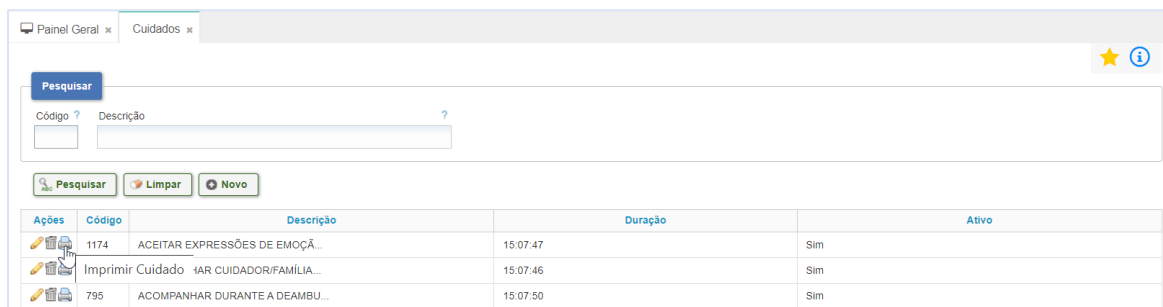 Painel Geral Cuidados
Pesquisar
Código ? Descrição ?
Pesquisar Limpar Novo
Ações Código Descrição Duração Ativo
1174 ACEITAR EXPRESSÕES DE EMOÇÃ... 15:07:47 Sim
Imprimir Cuidado HAR CUIDADOR/FAMÍLIA... 15:07:46 Sim
795 ACOMPANHAR DURANTE A DEAMBU... 15:07:50 Sim